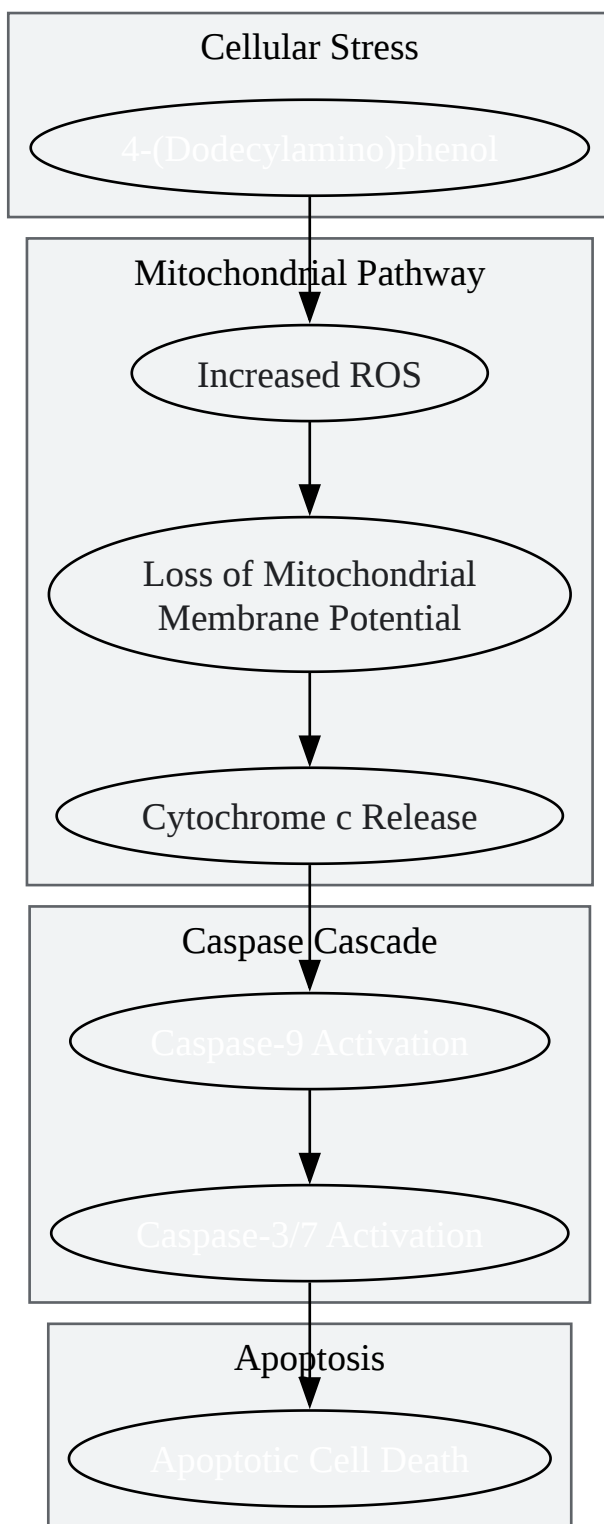 Cellular Stress
4-(Dodecylamino)phenol
Mitochondrial Pathway
Increased ROS
Loss of Mitochondrial
Membrane Potential
Cytochrome c Release
Caspase Cascade
Caspase-9 Activation
Caspase-3/7 Activation
Apoptosis
Apoptotic Cell Death